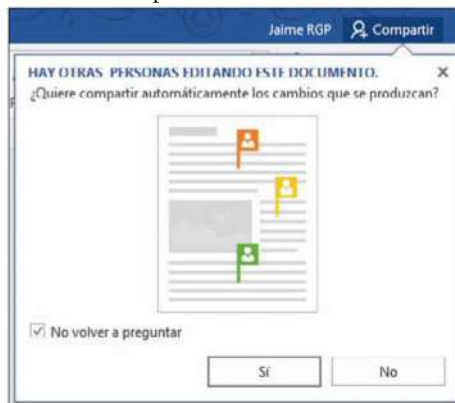 Jaime RGP Compartir
HAY OTRAS PERSONAS EDITANDO ESTE DOCUMENTO.
¿Quiere compartir automáticamente los cambios que se produzcan?
No volver a preguntar
Sí No